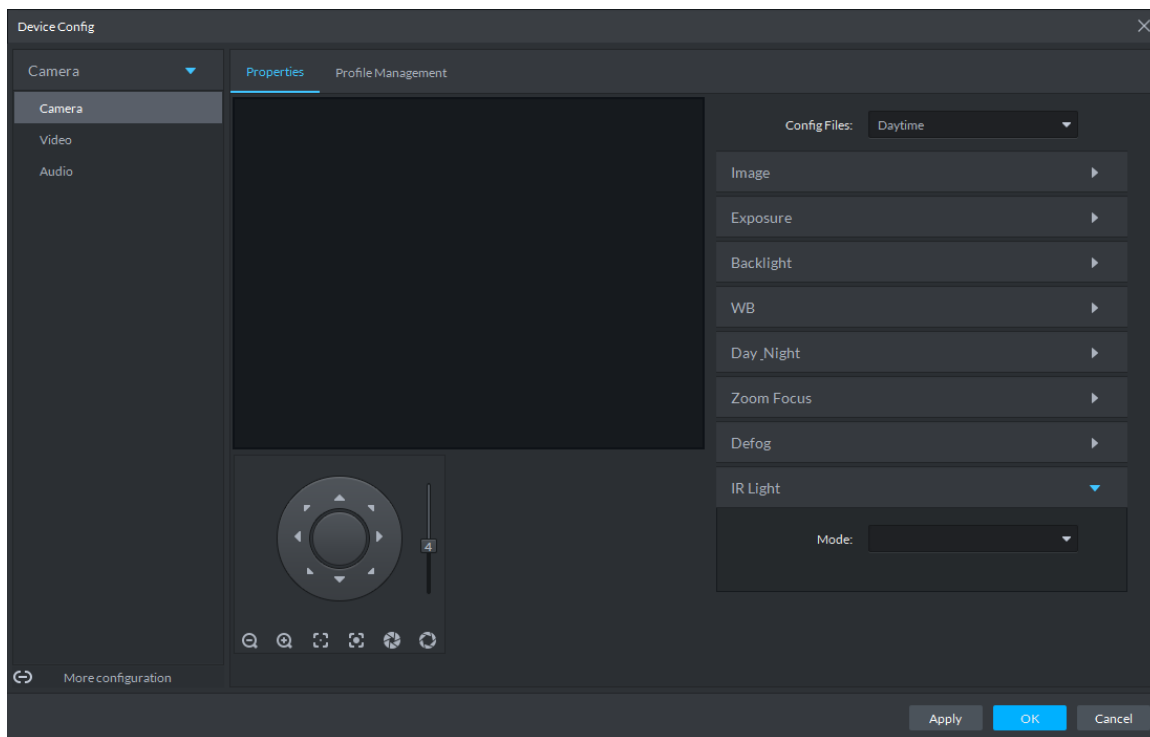 Device Config
Camera
Camera
Video
Audio
More configuration
Properties
Profile Management
Config Files: Daytime
Image
Exposure
Backlight
WB
Day_Night
Zoom Focus
Defog
IR Light
Mode:
4
Apply
OK
Cancel